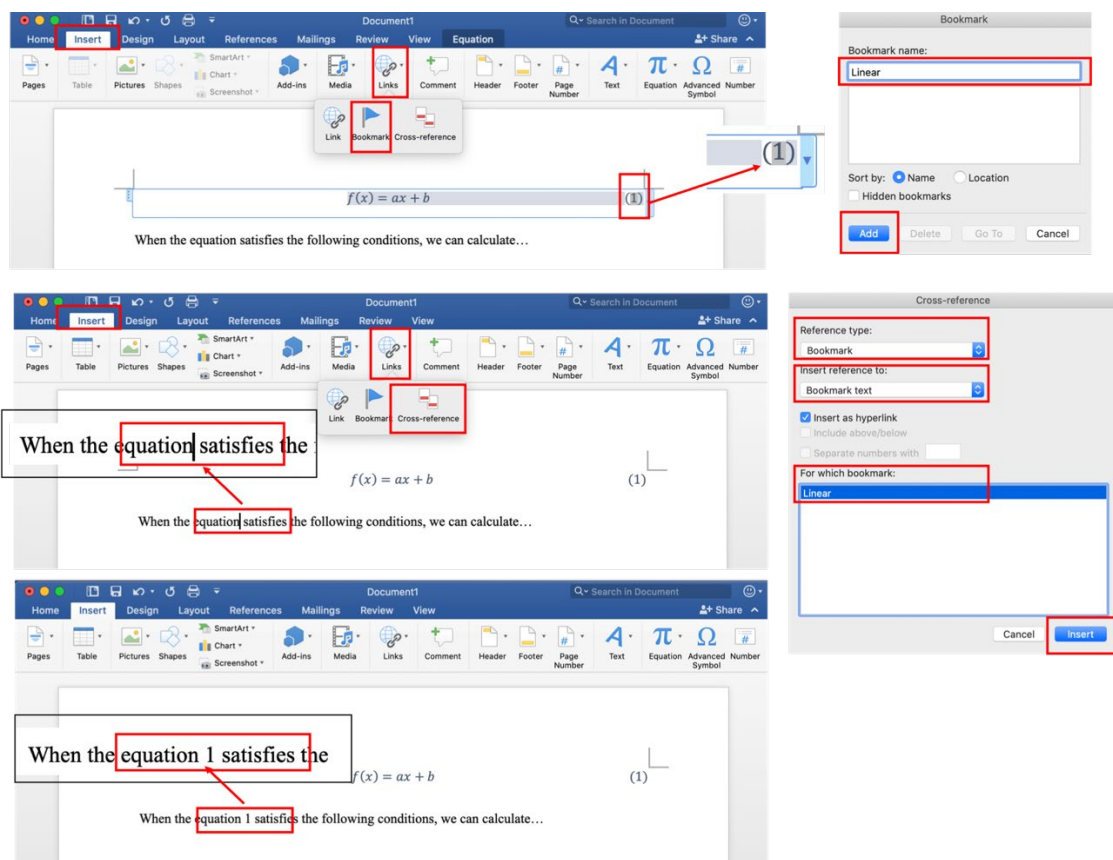 Document1
Search in Document
Home Insert Design Layout References Mailings Review View Equation Share
SmartArt
Chart
Screenshot
Pages Table Pictures Shapes Add-ins Media Links Comment Header Footer Page Number Text Equation Advanced Symbol Number
Link Bookmark Cross-reference
(1)
f(x) = ax + b (1)
When the equation satisfies the following conditions, we can calculate…
Bookmark
Bookmark name:
Linear
Sort by: Name Location
Hidden bookmarks
Add Delete Go To Cancel
Document1
Search in Document
Home Insert Design Layout References Mailings Review View Share
SmartArt
Chart
Screenshot
Pages Table Pictures Shapes Add-ins Media Links Comment Header Footer Page Number Text Equation Advanced Symbol Number
Link Bookmark Cross-reference
When the equation satisfies the
f(x) = ax + b (1)
When the equation satisfies the following conditions, we can calculate…
Cross-reference
Reference type:
Bookmark
Insert reference to:
Bookmark text
Insert as hyperlink
Include above/below
Separate numbers with
For which bookmark:
Linear
Cancel Insert
Document1
Search in Document
Home Insert Design Layout References Mailings Review View Share
SmartArt
Chart
Screenshot
Pages Table Pictures Shapes Add-ins Media Links Comment Header Footer Page Number Text Equation Advanced Symbol Number
When the equation 1 satisfies the
f(x) = ax + b (1)
When the equation 1 satisfies the following conditions, we can calculate…